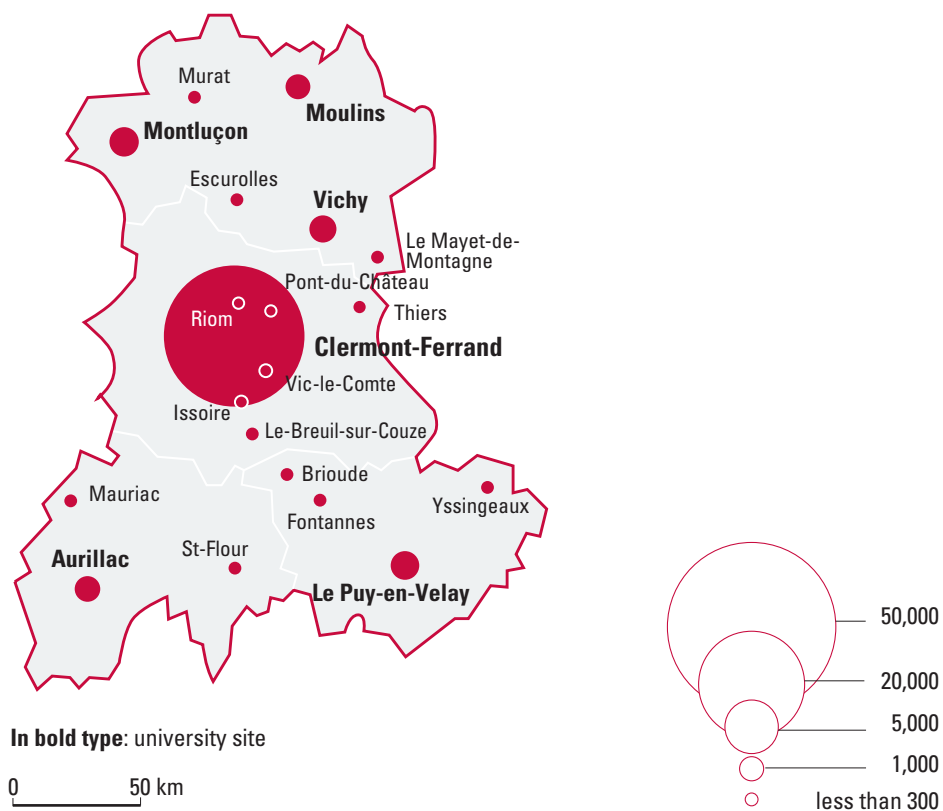 Murat
Moulins
Montluçon
Escurolles
Vichy
Le Mayet-de-
Montagne
Pont-du-Château
Riom
Thiers
Clermont-Ferrand
Vic-le-Comte
Issoire
Le-Breuil-sur-Couze
Brioude
Mauriac
Yssingeaux
Fontannes
St-Flour
Aurillac
Le Puy-en-Velay
50,000
20,000
5,000
1,000
less than 300
In bold type: university site
0 50 km